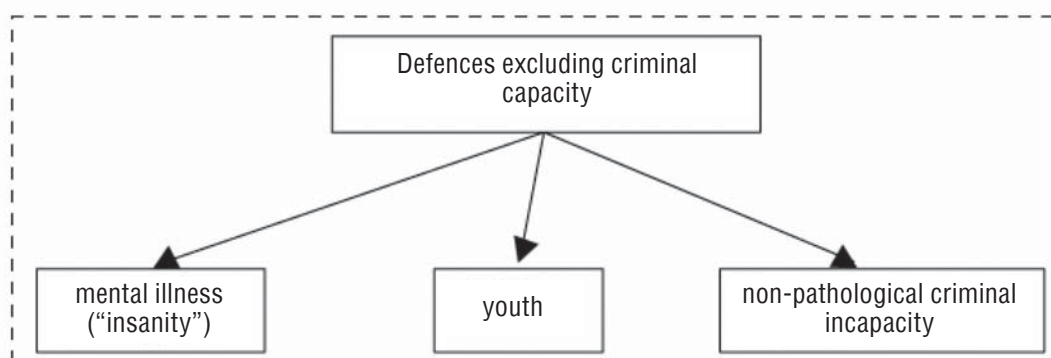 Defences excluding criminal
capacity
mental illness
(“insanity”)
youth
non-pathological criminal
incapacity